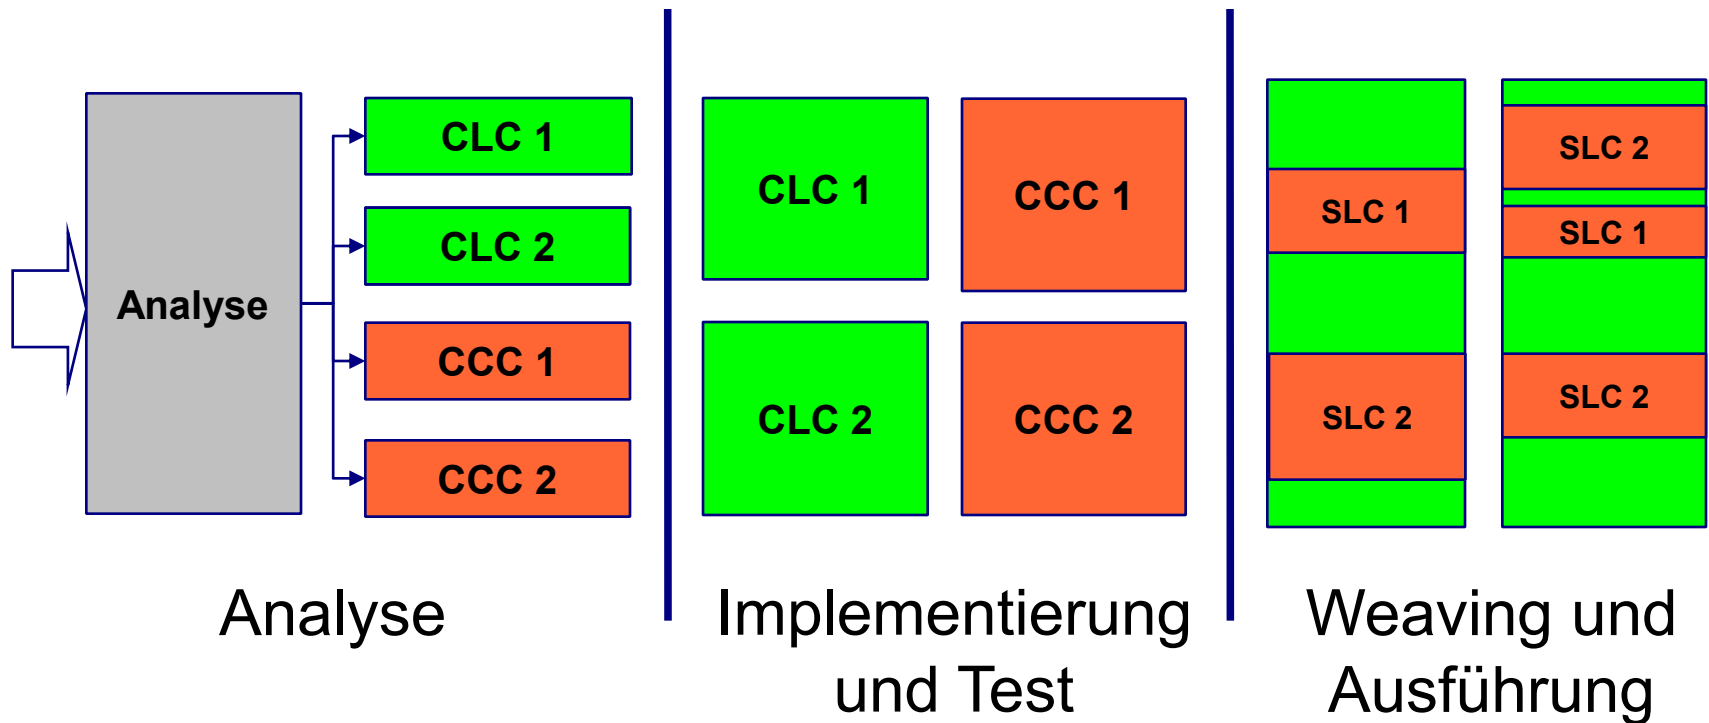 Analyse
CLC 1
CLC 2
CCC 1
CCC 2
Analyse
CLC 1
CCC 1
CLC 2
CCC 2
Implementierung
und Test
SLC 1
SLC 2
SLC 2
SLC 1
SLC 2
Weaving und
Ausführung